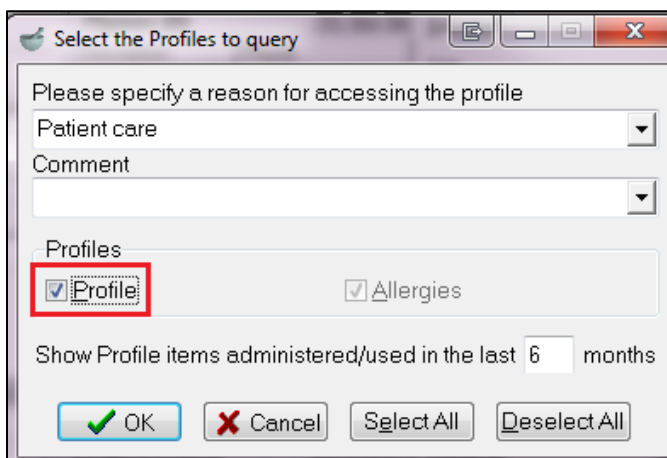 Select the Profiles to query
Please specify a reason for accessing the profile
Patient care
Comment
Profiles
Profile Allergies
Show Profile items administered/used in the last 6 months
OK Cancel Select All Deselect All